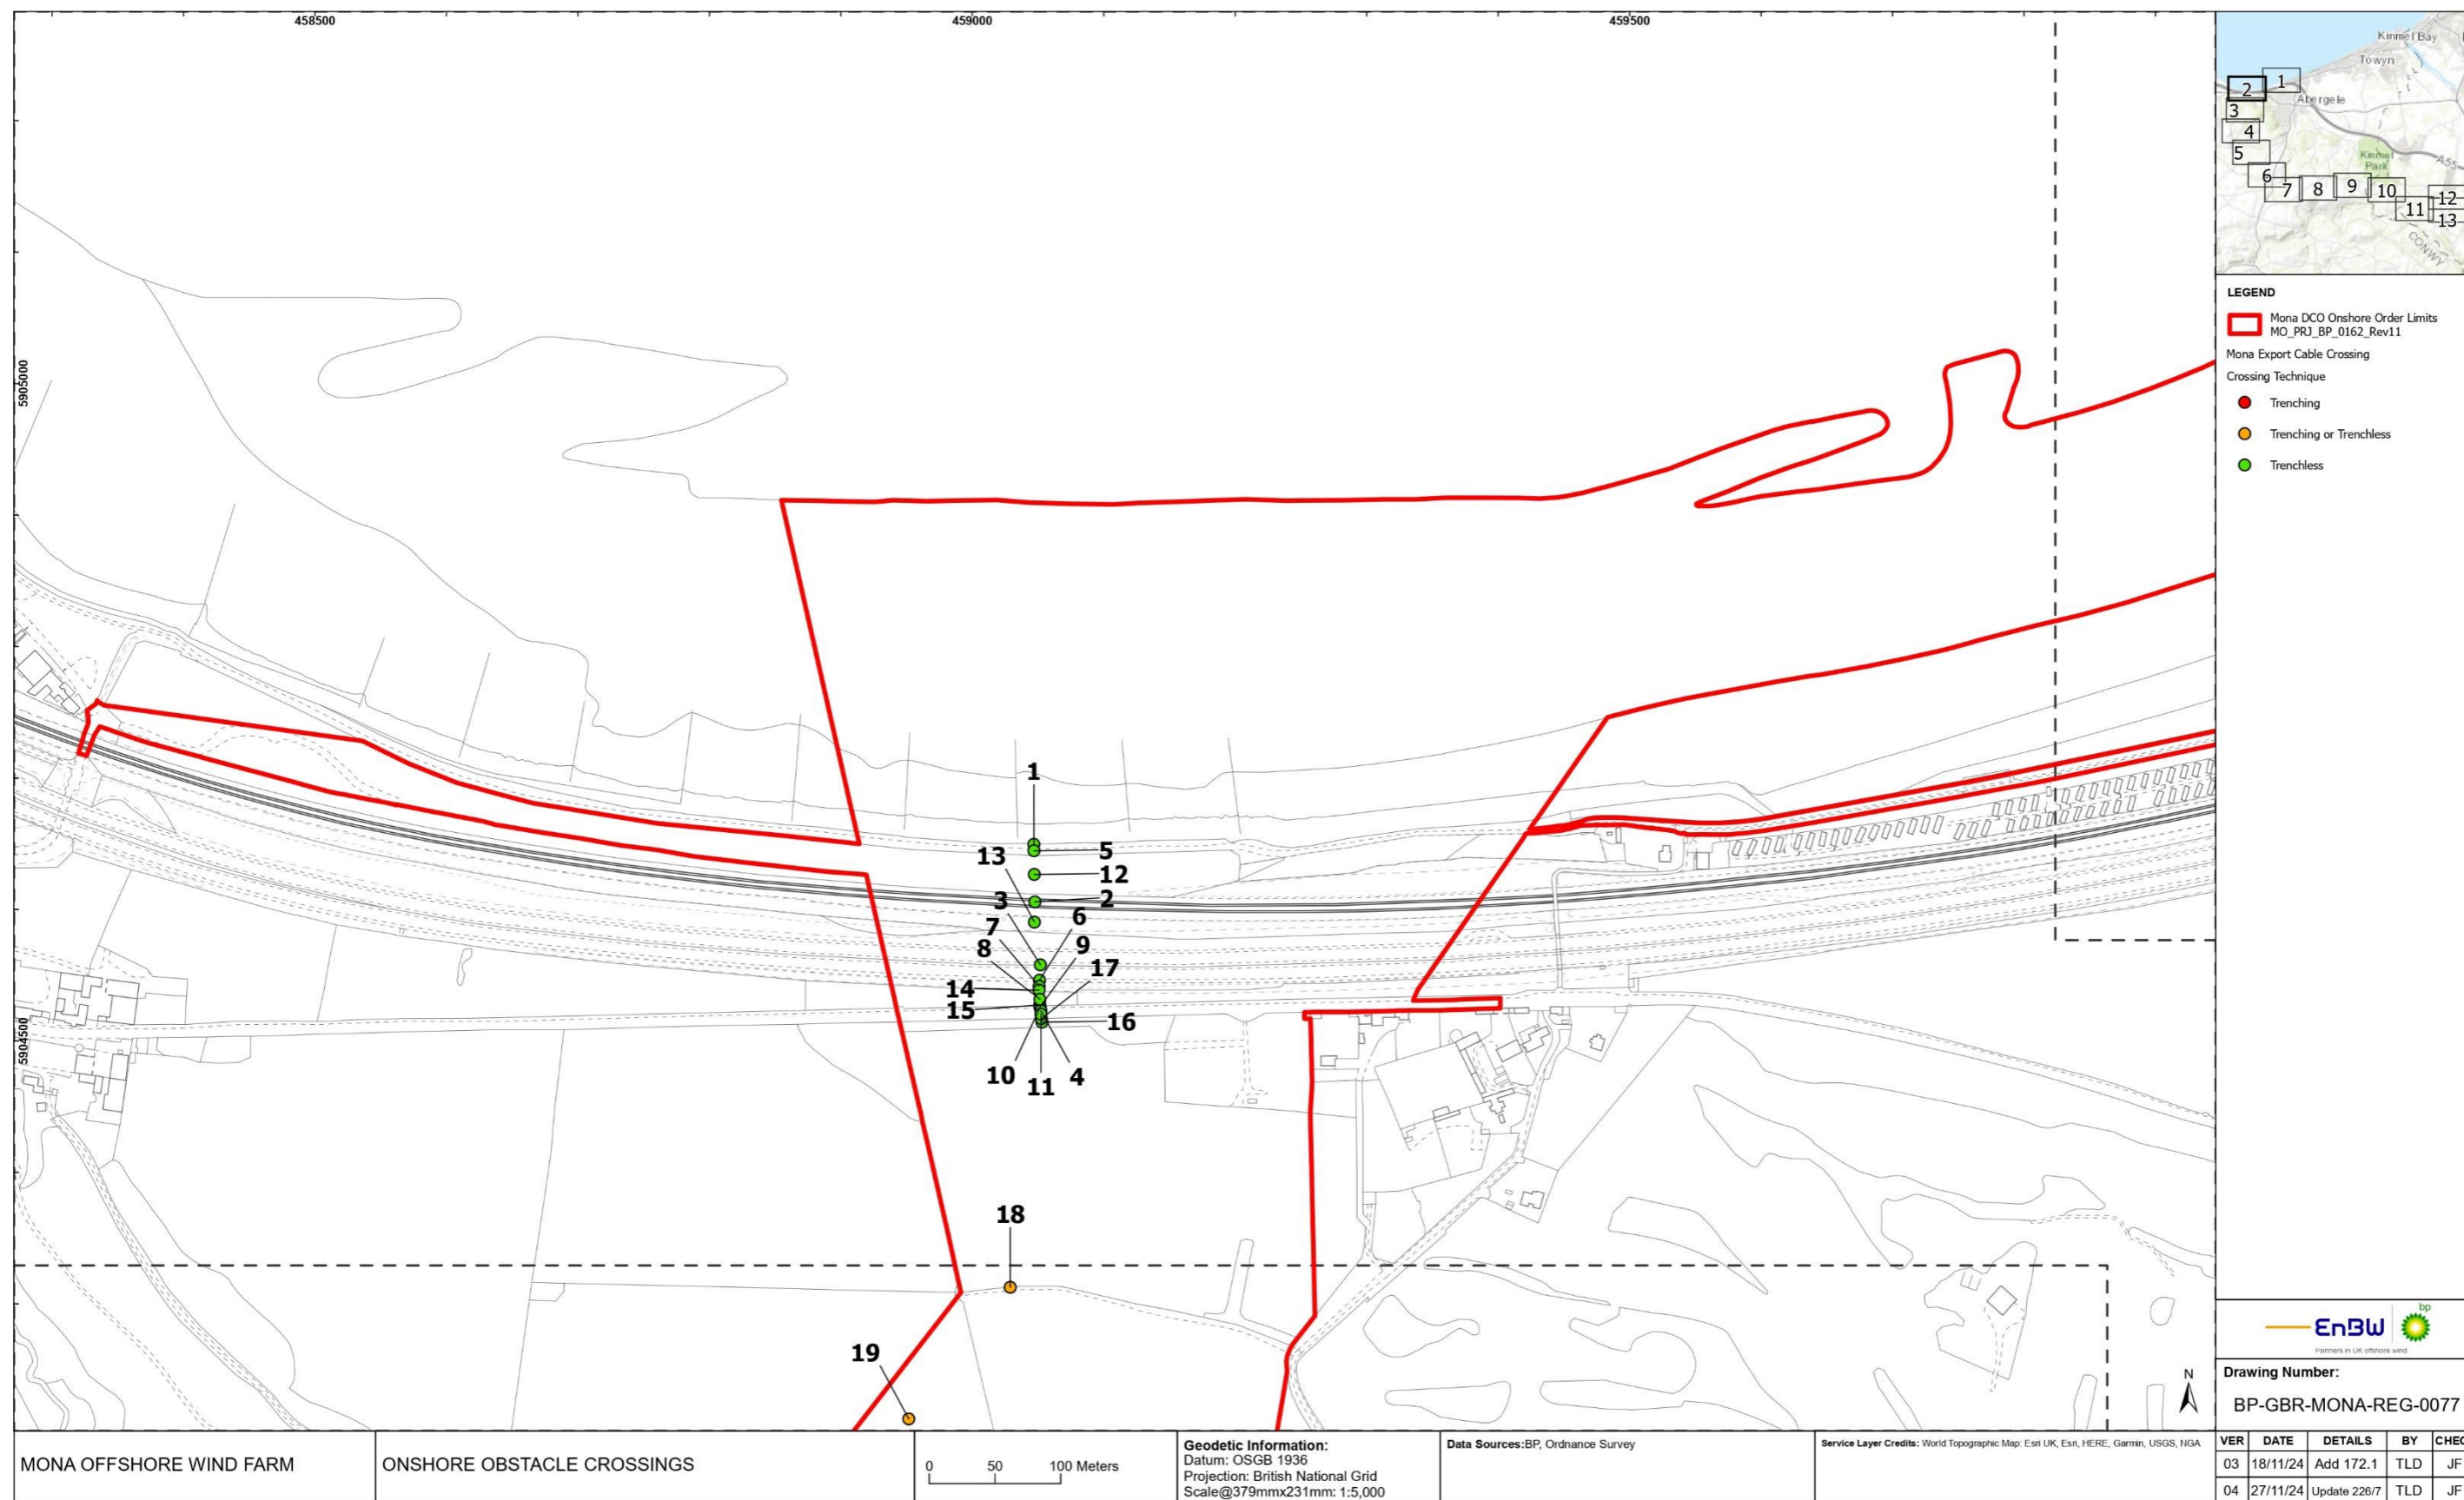 458500
459000
459500
5905000
5904500
1
5
13
12
2
3
6
7
8
9
17
14
15
16
10
11
4
18
19
Kinmel Bay
Towyn
Abergele
Kinmel
Park
A55
CONWY
1
2
3
4
5
6
7
8
9
10
11
12
13
LEGEND
Mona DCO Onshore Order Limits
MO_PRJ_BP_0162_Rev11
Mona Export Cable Crossing
Crossing Technique
Trenching
Trenching or Trenchless
Trenchless
N
EnBW
bp
Partners in UK offshore wind
Drawing Number:
BP-GBR-MONA-REG-0077
VER DATE DETAILS BY CHEC
03 18/11/24 Add 172.1 TLD JF
04 27/11/24 Update 226/7 TLD JF
MONA OFFSHORE WIND FARM
ONSHORE OBSTACLE CROSSINGS
0 50 100 Meters
Geodetic Information:
Datum: OSGB 1936
Projection: British National Grid
Scale@379mmx231mm: 1:5,000
Data Sources:BP, Ordnance Survey
Service Layer Credits: World Topographic Map: Esri UK, Esri, HERE, Garmin, USGS, NGA